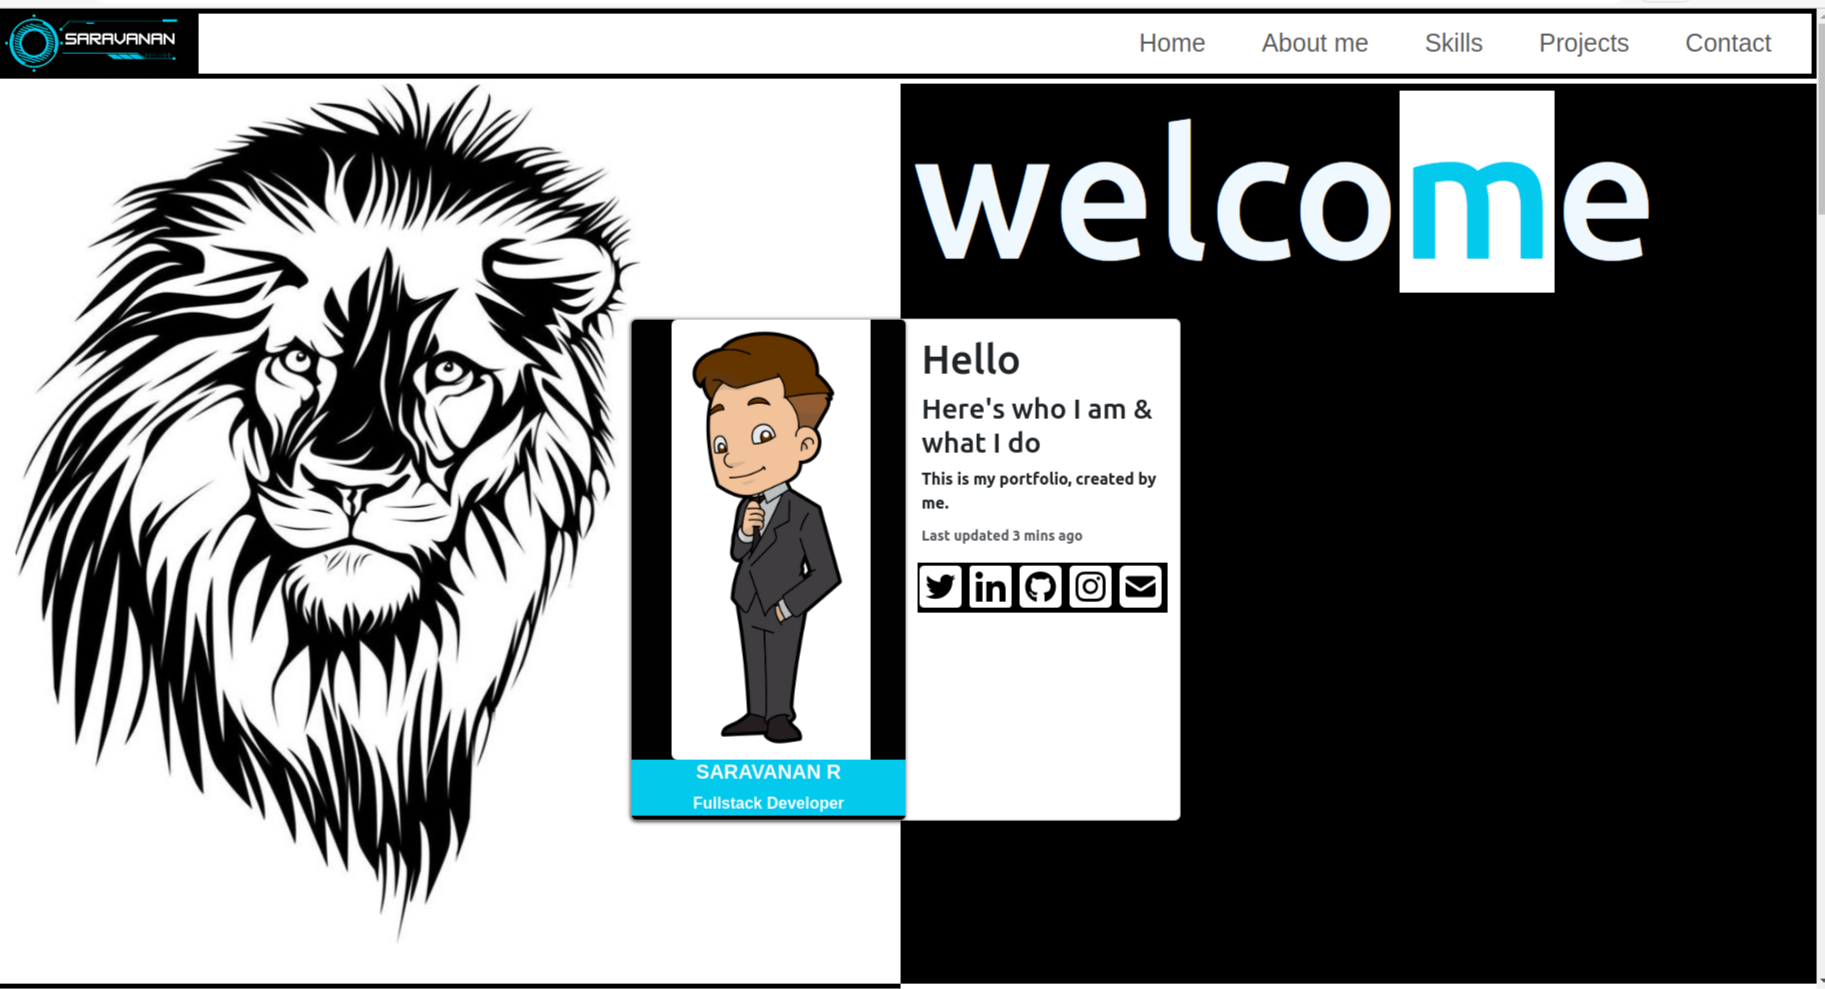 SARAVANAN
Home About me Skills Projects Contact
welcome
Hello
Here's who I am &
what I do
This is my portfolio, created by
me.
Last updated 3 mins ago
in
SARAVANAN R
Fullstack Developer